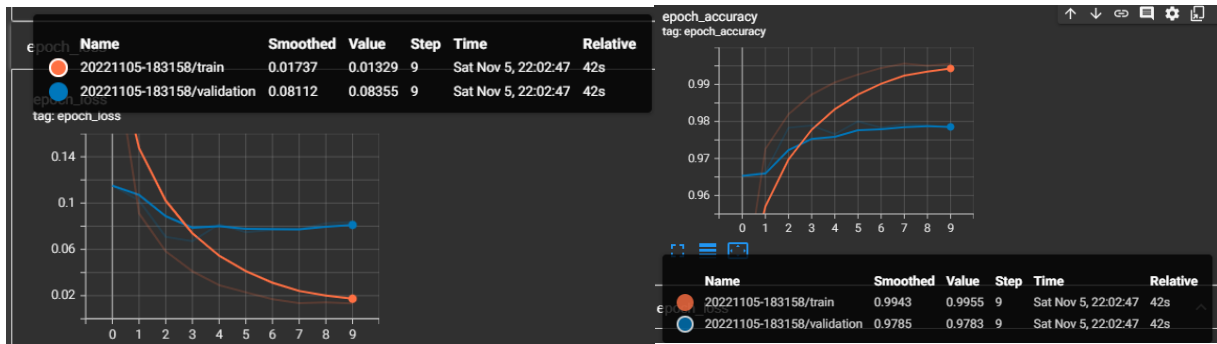 Name Smoothed Value Step Time Relative
20221105-183158/train 0.01737 0.01329 9 Sat Nov 5, 22:02:47 42s
20221105-183158/validation 0.08112 0.08355 9 Sat Nov 5, 22:02:47 42s
epoch_loss
tag: epoch_loss
0.14
0.1
0.06
0.02
0 1 2 3 4 5 6 7 8 9
epoch_accuracy
tag: epoch_accuracy
0.99
0.98
0.97
0.96
0 1 2 3 4 5 6 7 8 9
Name Smoothed Value Step Time Relative
20221105-183158/train 0.9943 0.9955 9 Sat Nov 5, 22:02:47 42s
20221105-183158/validation 0.9785 0.9783 9 Sat Nov 5, 22:02:47 42s